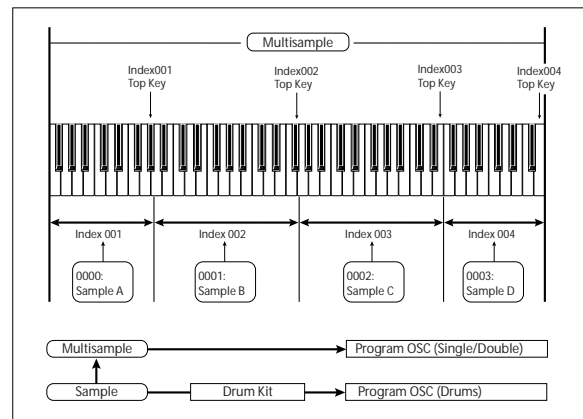 Multisample
Index001 Index002 Index003 Index004
Top Key Top Key Top Key Top Key
Index 001 Index 002 Index 003 Index 004
0000: 0001: 0002: 0003:
Sample A Sample B Sample C Sample D
Multisample Program OSC (Single/Double)
Sample Drum Kit Program OSC (Drums)